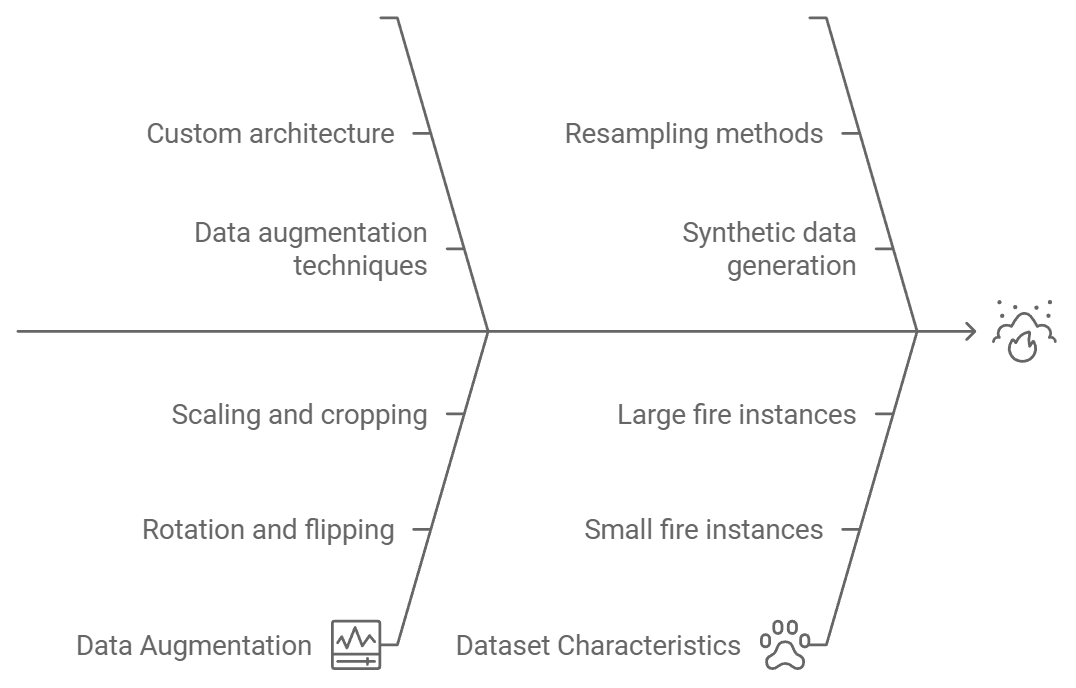 Custom architecture
Data augmentation
techniques
Resampling methods
Synthetic data
generation
Scaling and cropping
Rotation and flipping
Data Augmentation
Large fire instances
Small fire instances
Dataset Characteristics